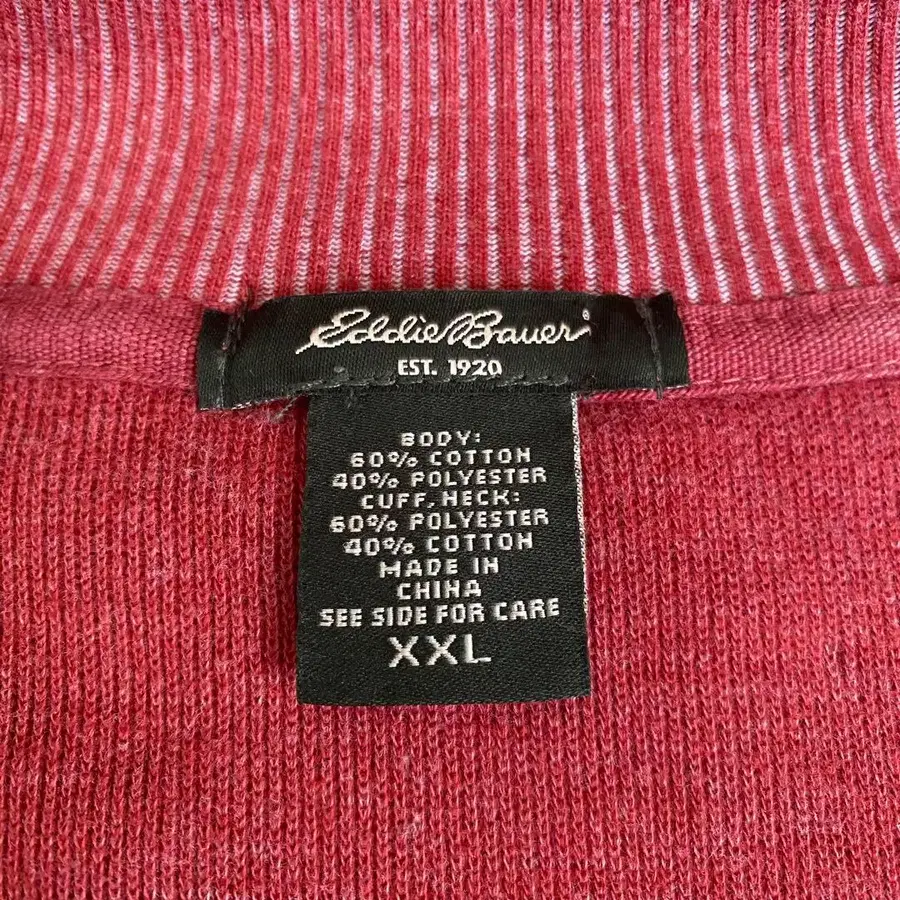 Eddie Bauer®
EST. 1920
BODY:
60% COTTON
40% POLYESTER
CUFF, NECK:
60% POLYESTER
40% COTTON
MADE IN
CHINA
SEE SIDE FOR CARE
XXL